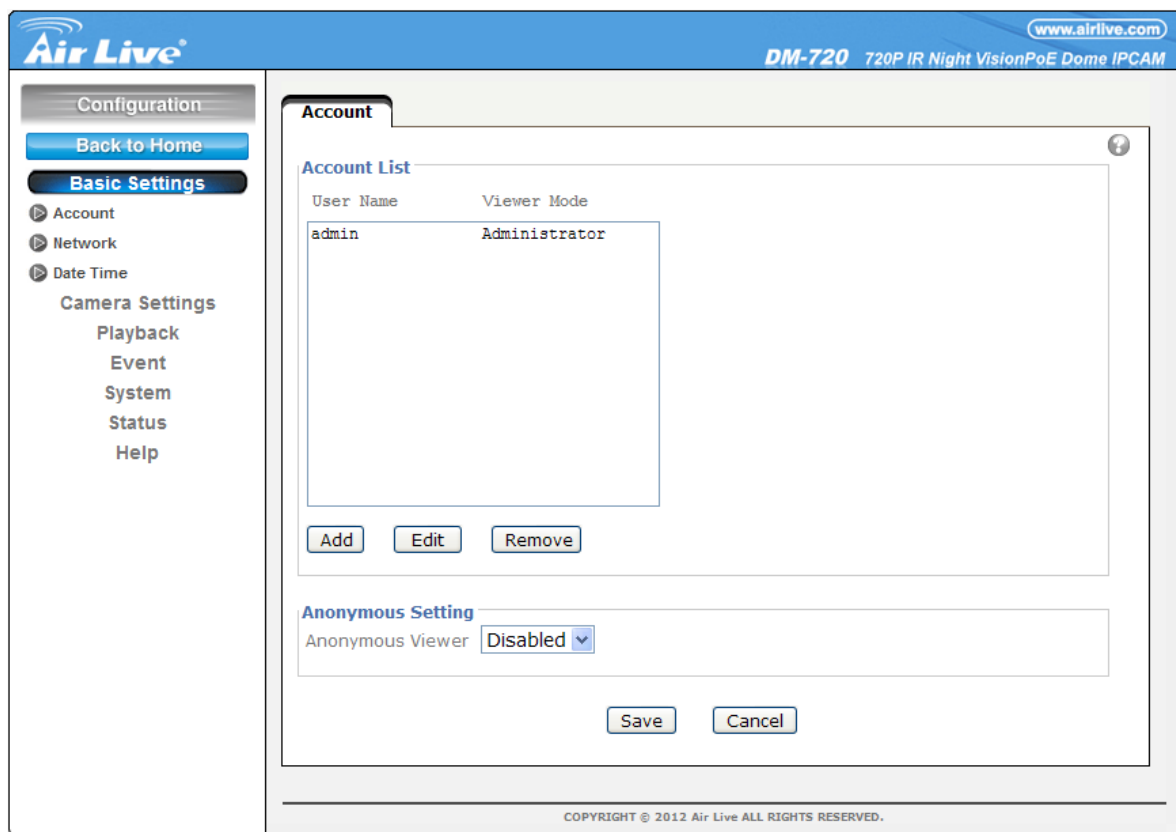 Air Live®
www.airlive.com
DM-720 720P IR Night VisionPoE Dome IPCAM
Configuration
Back to Home
Basic Settings
Account
Network
Date Time
Camera Settings
Playback
Event
System
Status
Help
Account
?
Account List
User Name Viewer Mode
admin Administrator
Add Edit Remove
Anonymous Setting
Anonymous Viewer Disabled
Save Cancel
COPYRIGHT © 2012 Air Live ALL RIGHTS RESERVED.